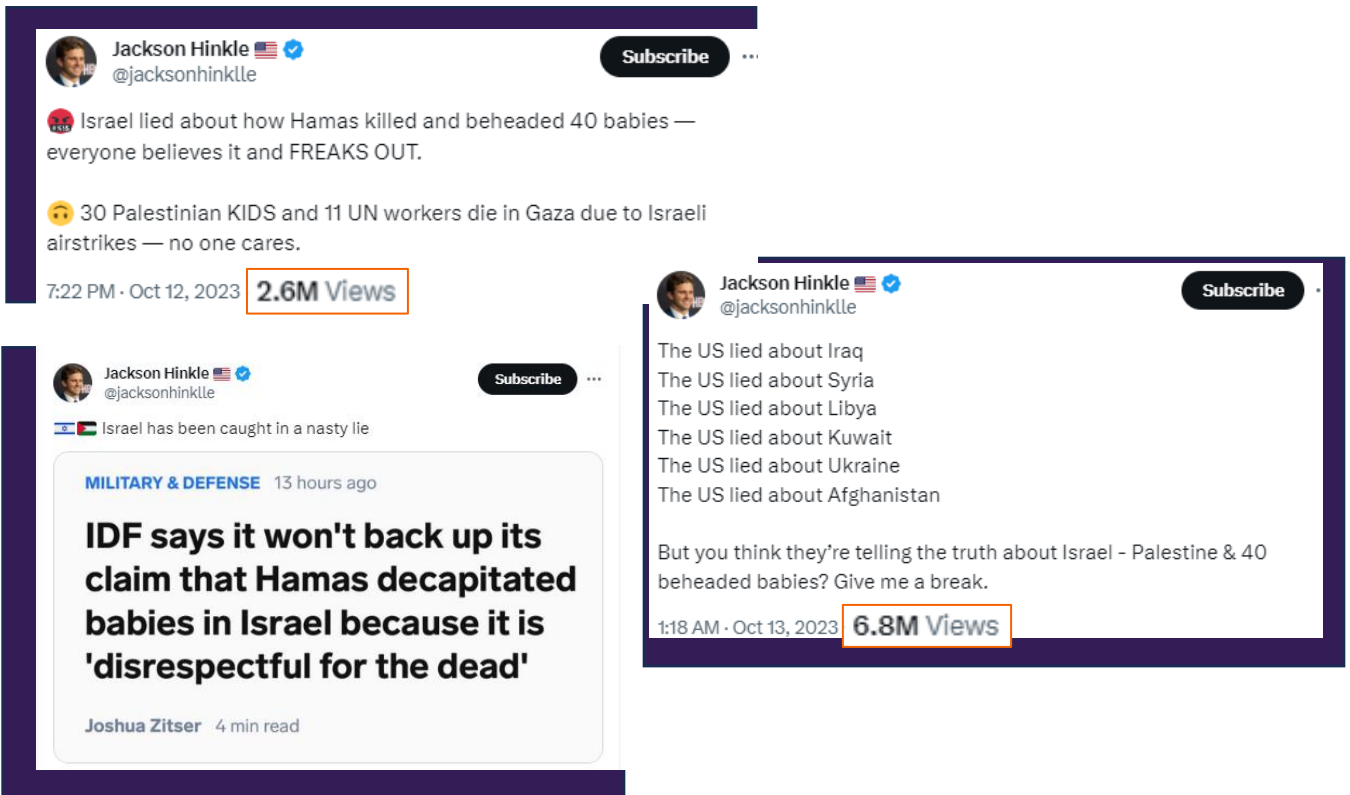 Jackson Hinkle 🇺🇸
@jacksonhinklle
Subscribe
🤬 Israel lied about how Hamas killed and beheaded 40 babies —
everyone believes it and FREAKS OUT.
🙃 30 Palestinian KIDS and 11 UN workers die in Gaza due to Israeli
airstrikes — no one cares.
7:22 PM · Oct 12, 2023 2.6M Views
Jackson Hinkle 🇺🇸
@jacksonhinklle
Subscribe
🇮🇱🇵🇸 Israel has been caught in a nasty lie
MILITARY & DEFENSE 13 hours ago
IDF says it won't back up its
claim that Hamas decapitated
babies in Israel because it is
'disrespectful for the dead'
Joshua Zitser 4 min read
Jackson Hinkle 🇺🇸
@jacksonhinklle
Subscribe
The US lied about Iraq
The US lied about Syria
The US lied about Libya
The US lied about Kuwait
The US lied about Ukraine
The US lied about Afghanistan
But you think they’re telling the truth about Israel - Palestine & 40
beheaded babies? Give me a break.
1:18 AM · Oct 13, 2023 6.8M Views